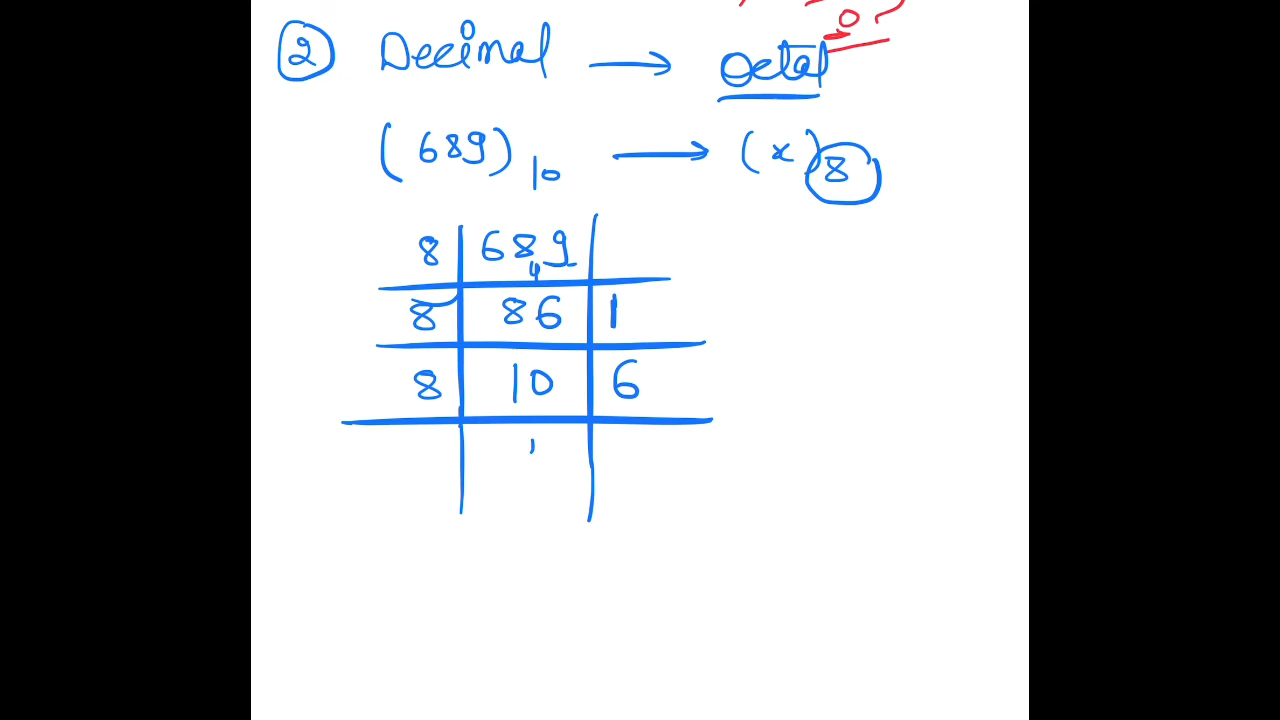 ② Decimal → Octal
(689)10 → (x)8
8 | 689 |
8 | 86 | 1
8 | 10 | 6